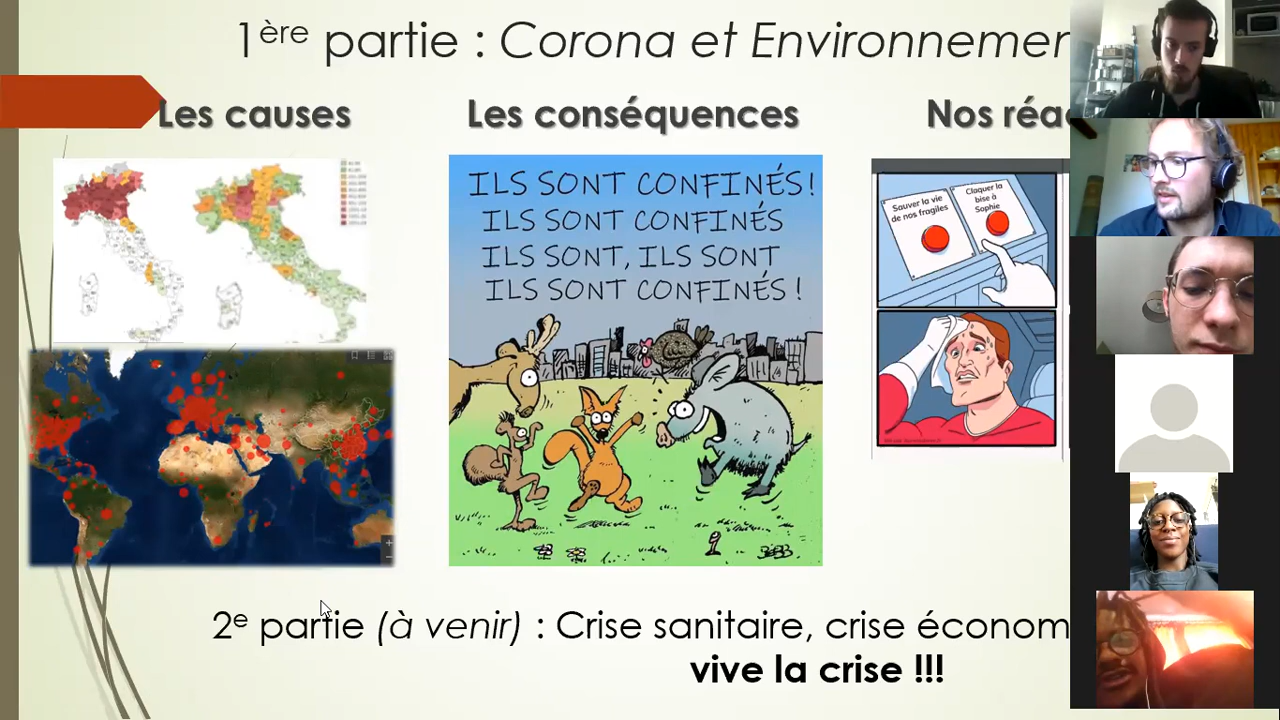 1ère partie : Corona et Environnemen
Les causes
Les conséquences
Nos réac
ILS SONT CONFINÉS !
ILS SONT CONFINÉS
ILS SONT, ILS SONT
ILS SONT CONFINÉS !
Sauver la vie
de nos fragiles
Claquer la
bise à
Sophie
2e partie (à venir) : Crise sanitaire, crise économ
vive la crise !!!